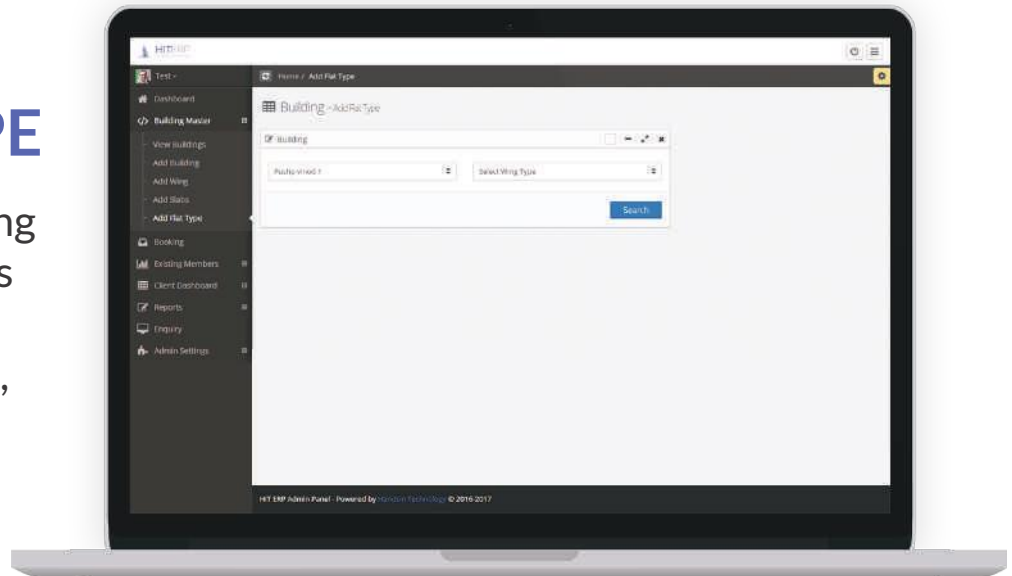 PE
ng
s
,
HIT ERP
Test
Home / Add Flat Type
Dashboard
Building - Add Flat Type
Building Master
Building
View Buildings
Add Building
Select Wing Type
Add Wing
Add Slabs
Search
Add Flat Type
Booking
Existing Members
Client Dashboard
Reports
Enquiry
Admin Settings
HIT ERP Admin Panel - Powered by © 2016-2017